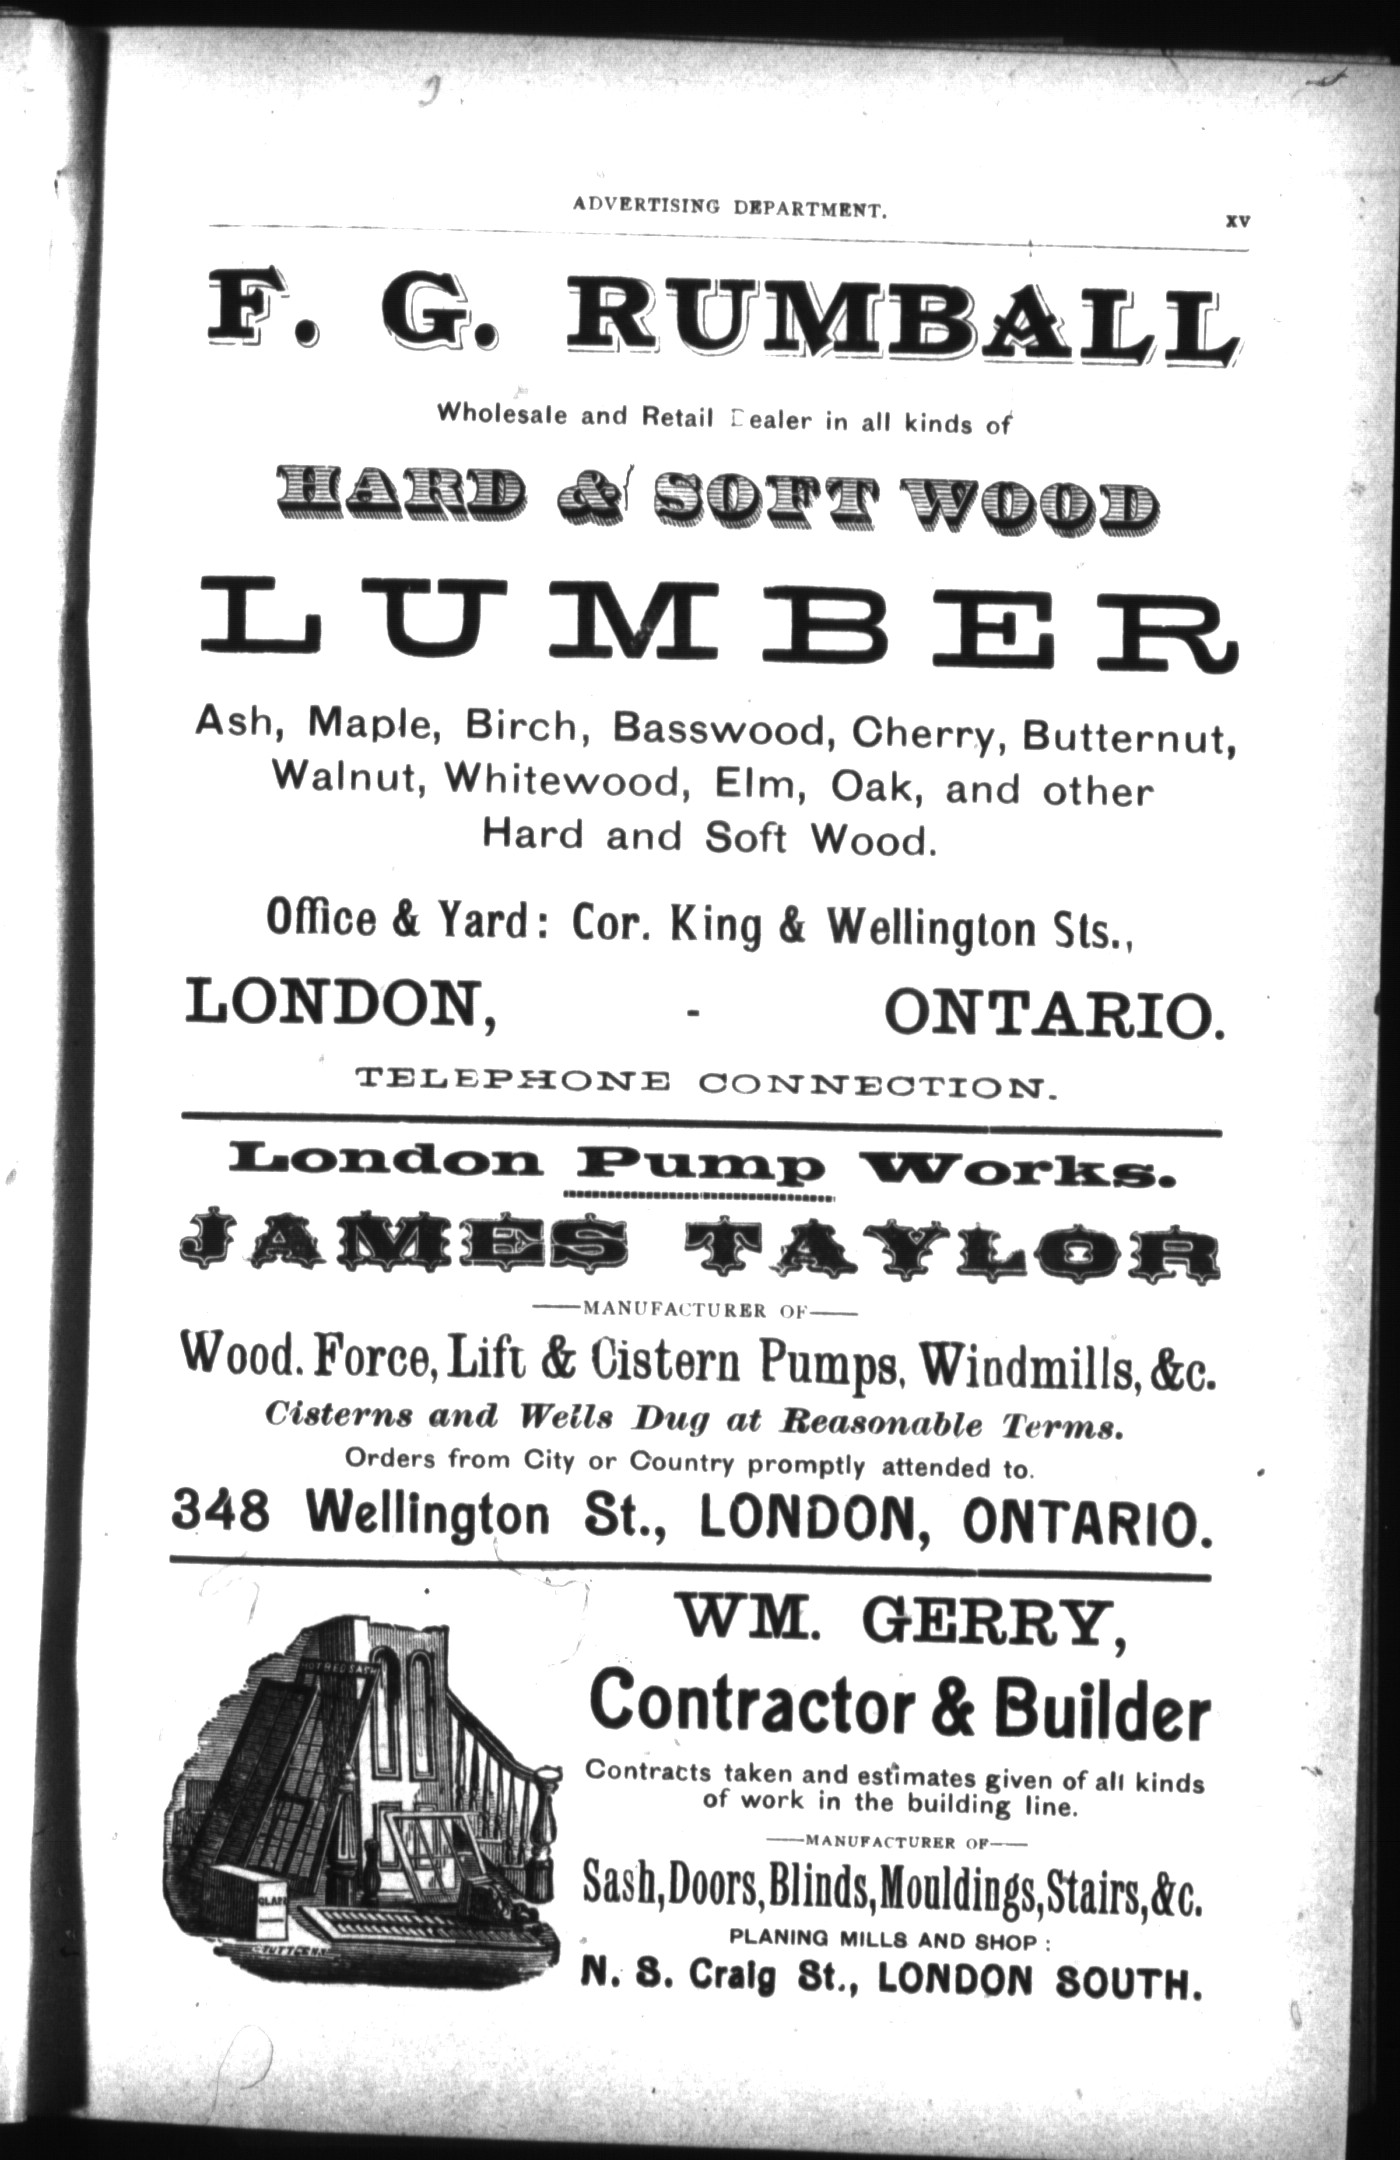 ADVERTISING DEPARTMENT. XV
F. G. RUMBALL
Wholesale and Retail Dealer in all kinds of
HARD & SOFT WOOD
LUMBER
Ash, Maple, Birch, Basswood, Cherry, Butternut,
Walnut, Whitewood, Elm, Oak, and other
Hard and Soft Wood.
Office & Yard: Cor. King & Wellington Sts.,
LONDON, - ONTARIO.
TELEPHONE CONNECTION.
London Pump Works.
JAMES TAYLOR
MANUFACTURER OF
Wood. Force, Lift & Cistern Pumps, Windmills, &c.
Cisterns and Wells Dug at Reasonable Terms.
Orders from City or Country promptly attended to.
348 Wellington St., LONDON, ONTARIO.
HOTBED SASH
GLASS
WM. GERRY,
Contractor & Builder
Contracts taken and estimates given of all kinds
of work in the building line.
MANUFACTURER OF
Sash, Doors, Blinds, Mouldings, Stairs, &c.
PLANING MILLS AND SHOP:
N. S. Craig St., LONDON SOUTH.